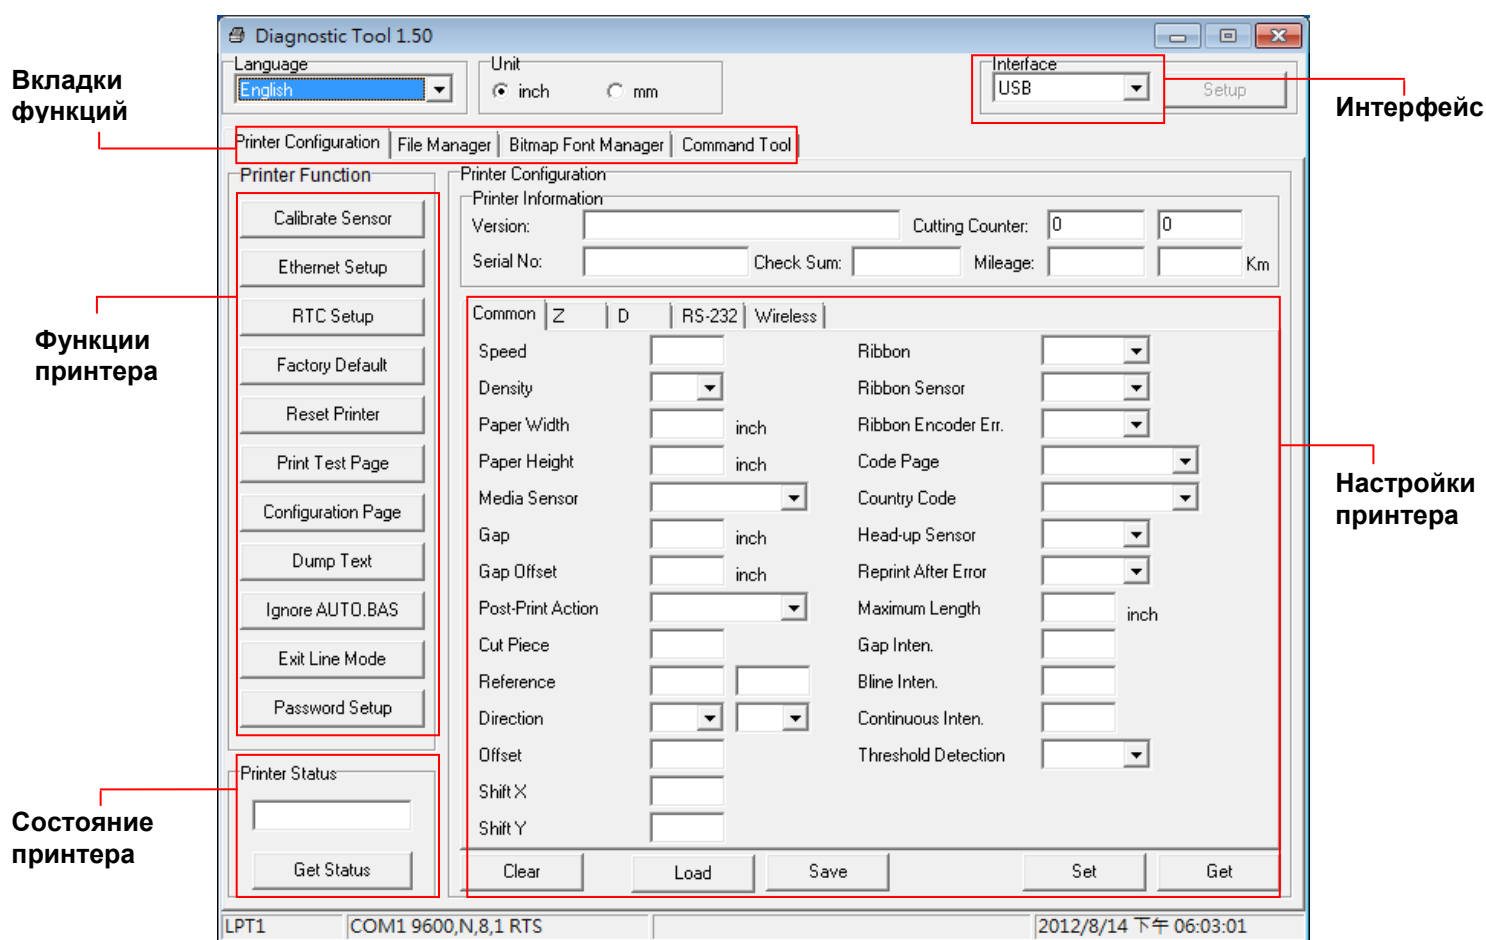 Diagnostic Tool 1.50
Language
English
Unit
inch
mm
Interface
USB
Setup
Вкладки
функций
Интерфейс
Printer Configuration
File Manager
Bitmap Font Manager
Command Tool
Printer Function
Calibrate Sensor
Ethernet Setup
RTC Setup
Factory Default
Reset Printer
Print Test Page
Configuration Page
Dump Text
Ignore AUTO.BAS
Exit Line Mode
Password Setup
Функции
принтера
Printer Status
Get Status
Состояние
принтера
Printer Configuration
Printer Information
Version:
Cutting Counter:
0
0
Serial No:
Check Sum:
Mileage:
Km
Common
Z
D
RS-232
Wireless
Speed
Density
Paper Width
inch
Paper Height
inch
Media Sensor
Gap
inch
Gap Offset
inch
Post-Print Action
Cut Piece
Reference
Direction
Offset
Shift X
Shift Y
Ribbon
Ribbon Sensor
Ribbon Encoder Err.
Code Page
Country Code
Head-up Sensor
Reprint After Error
Maximum Length
inch
Gap Inten.
Bline Inten.
Continuous Inten.
Threshold Detection
Настройки
принтера
Clear
Load
Save
Set
Get
LPT1
COM1 9600,N,8,1 RTS
2012/8/14 下午 06:03:01